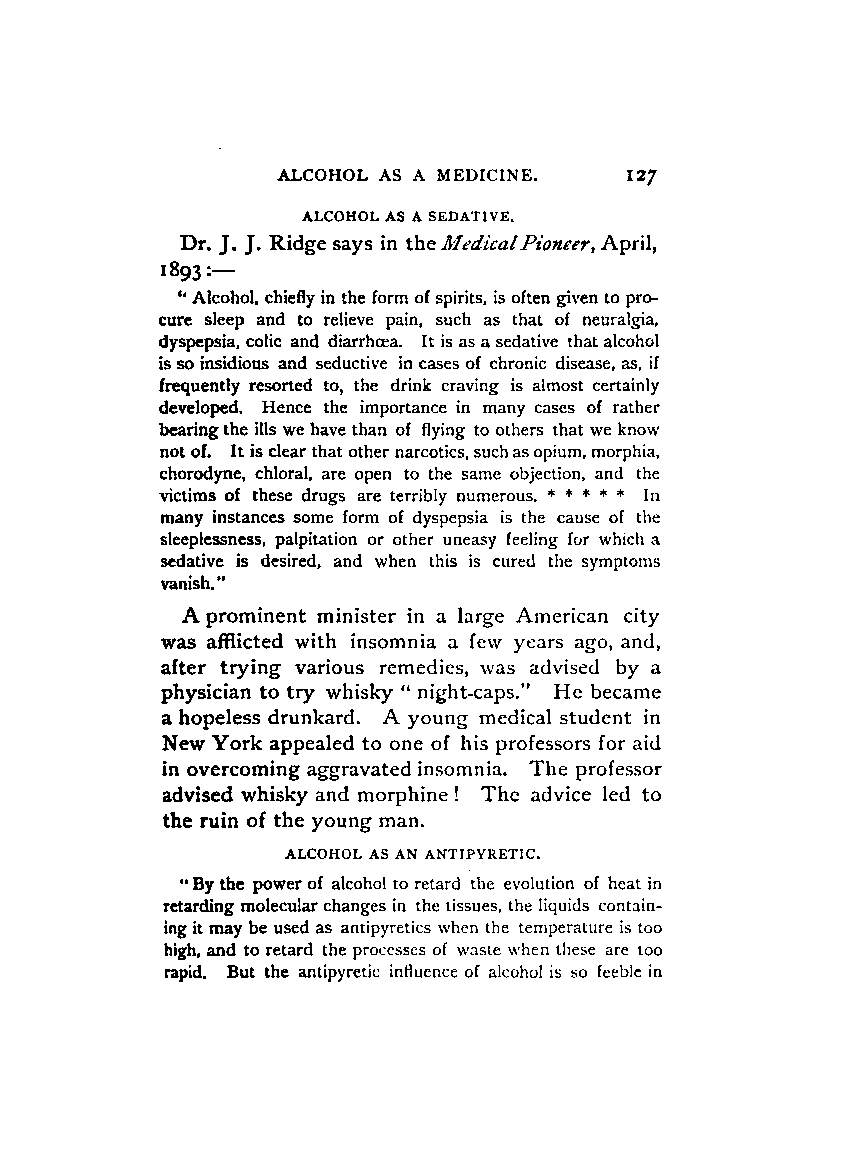 ALCOHOL AS A MEDICINE. 127
ALCOHOL AS A SEDATIVE.
Dr. J. J. Ridge says in the Medical Pioneer, April,
1893:—
“ Alcohol, chiefly in the form of spirits, is often given to pro-
cure sleep and to relieve pain, such as that of neuralgia,
dyspepsia, colic and diarrhœa. It is as a sedative that alcohol
is so insidious and seductive in cases of chronic disease, as, if
frequently resorted to, the drink craving is almost certainly
developed. Hence the importance in many cases of rather
bearing the ills we have than of flying to others that we know
not of. It is clear that other narcotics, such as opium, morphia,
chorodyne, chloral, are open to the same objection, and the
victims of these drugs are terribly numerous. * * * * * In
many instances some form of dyspepsia is the cause of the
sleeplessness, palpitation or other uneasy feeling for which a
sedative is desired, and when this is cured the symptoms
vanish.”
A prominent minister in a large American city
was afflicted with insomnia a few years ago, and,
after trying various remedies, was advised by a
physician to try whisky “ night-caps.” He became
a hopeless drunkard. A young medical student in
New York appealed to one of his professors for aid
in overcoming aggravated insomnia. The professor
advised whisky and morphine! The advice led to
the ruin of the young man.
ALCOHOL AS AN ANTIPYRETIC.
“ By the power of alcohol to retard the evolution of heat in
retarding molecular changes in the tissues, the liquids contain-
ing it may be used as antipyretics when the temperature is too
high, and to retard the processes of waste when these are too
rapid. But the antipyretic influence of alcohol is so feeble in